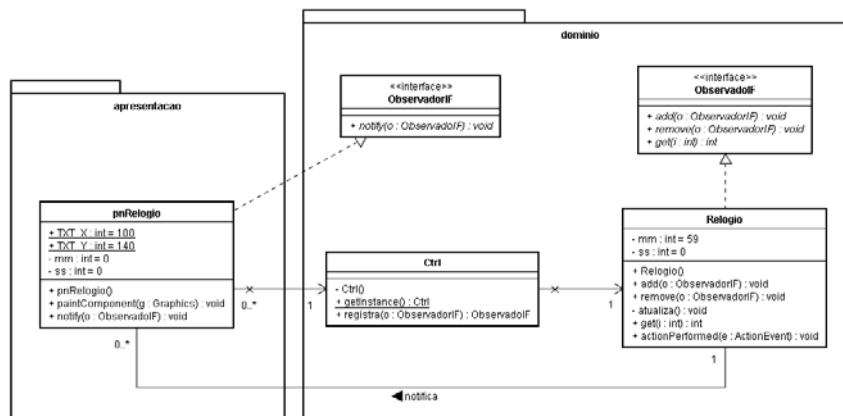 dominio
apresentacao
<<interface>>
ObservadorIF
+ notify(o : ObservadoIF) : void
<<interface>>
ObservadoIF
+ add(o : ObservadorIF) : void
+ remove(o : ObservadorIF) : void
+ get(i : int) : int
pnRelogio
+ TXT_X : int = 100
+ TXT_Y : int = 140
- mm : int = 0
- ss : int = 0
+ pnRelogio()
+ paintComponent(g : Graphics) : void
+ notify(o : ObservadoIF) : void
0..*
1
Ctrl
- Ctrl()
+ getInstance() : Ctrl
+ registra(o : ObservadorIF) : ObservadoIF
1
Relogio
- mm : int = 59
- ss : int = 0
+ Relogio()
+ add(o : ObservadorIF) : void
+ remove(o : ObservadorIF) : void
- atualiza() : void
+ get(i : int) : int
+ actionPerformed(e : ActionEvent) : void
0..*
1
notifica